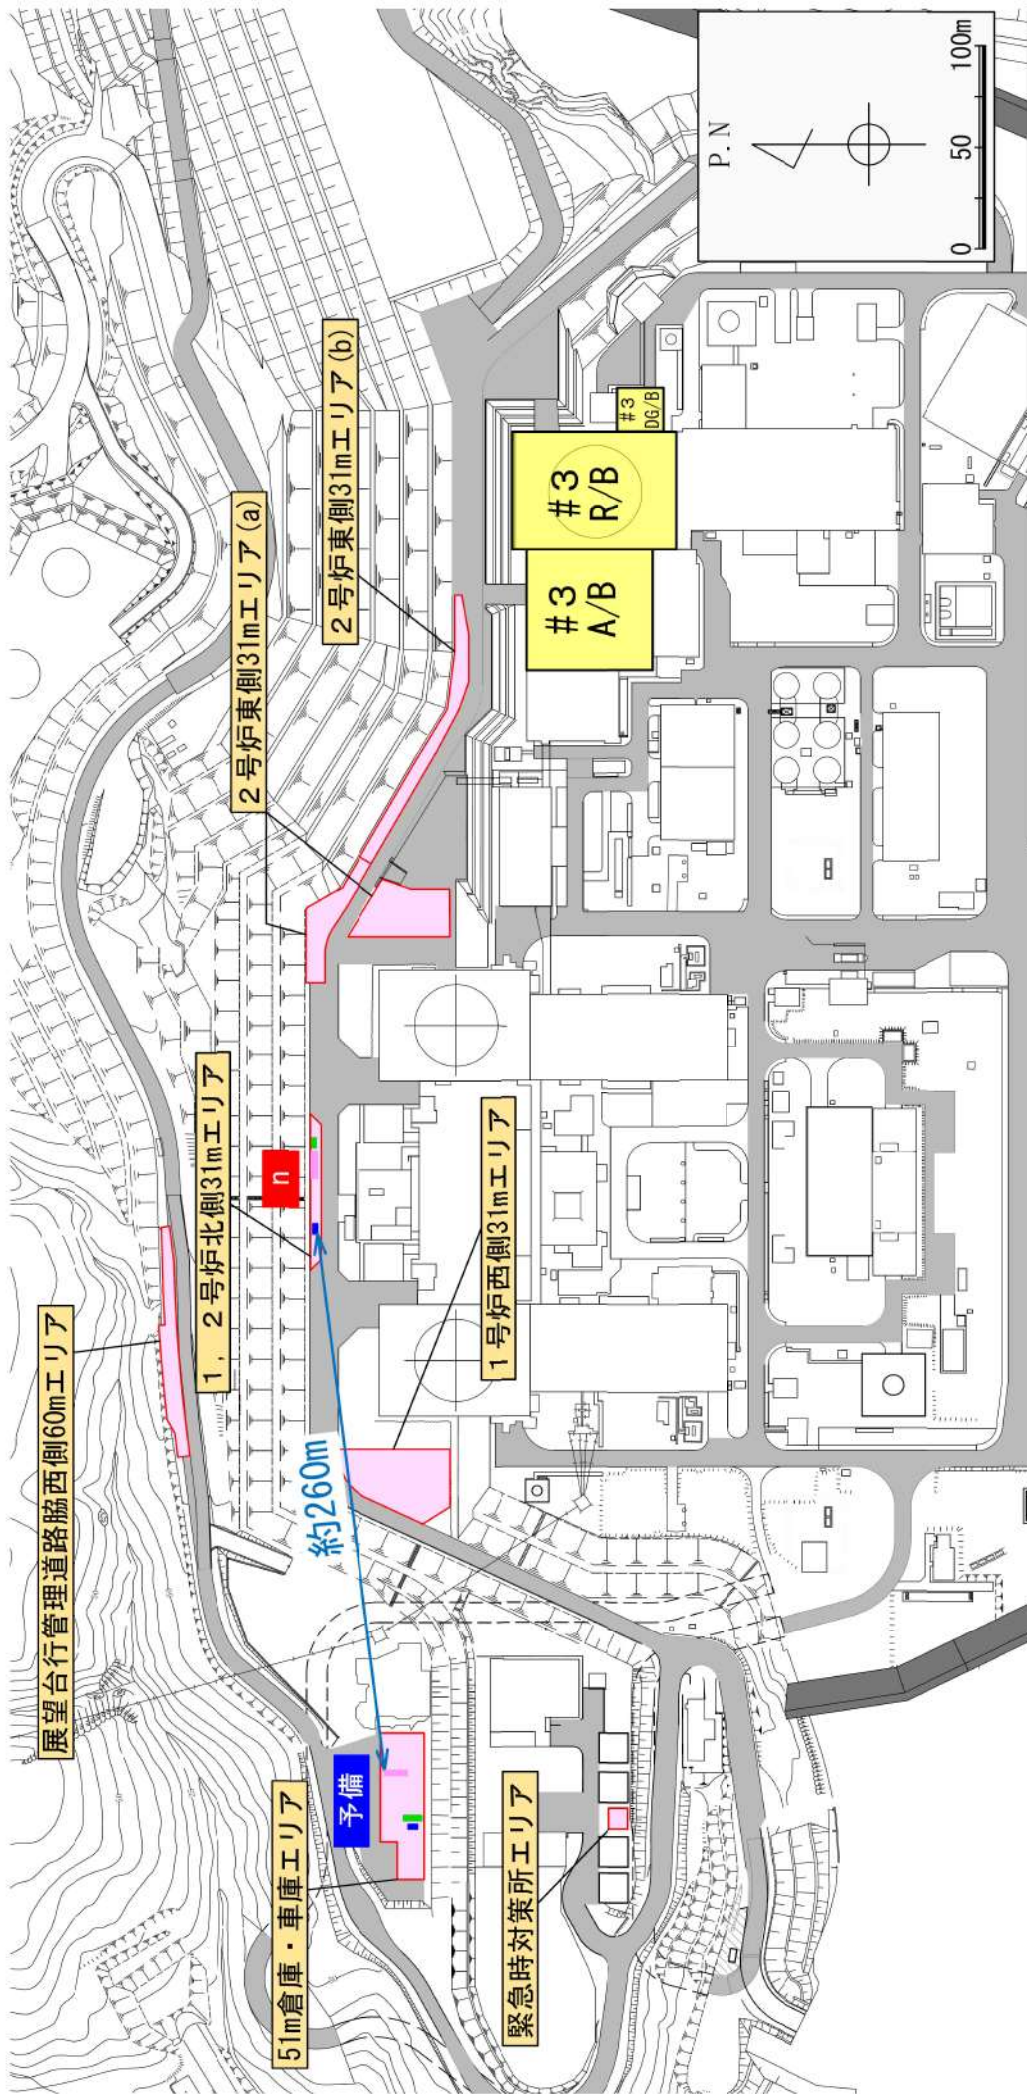 展望台行管理道路脇西側60mエリア
51m倉庫・車庫エリア
予備
約260m
緊急時対策所エリア
1, 2号炉北側31mエリア
n
1号炉西側31mエリア
2号炉東側31mエリア(a)
2号炉東側31mエリア(b)
#3
A/B
#3
R/B
#3
DG/B
P.N
0
50
100m